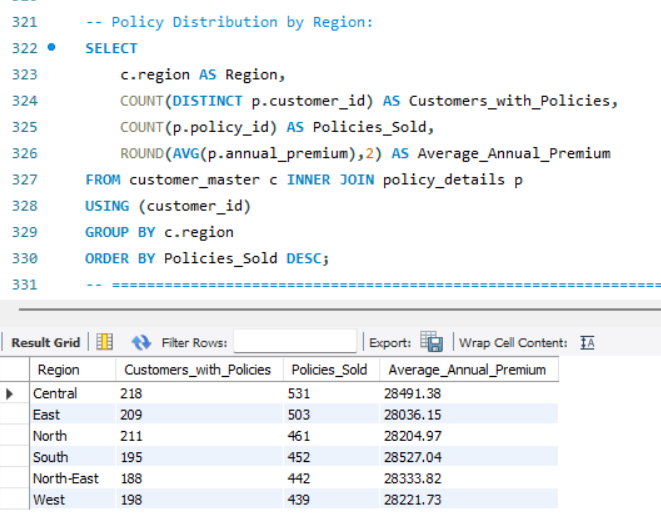 321 -- Policy Distribution by Region:
322 SELECT
323 c.region AS Region,
324 COUNT(DISTINCT p.customer_id) AS Customers_with_Policies,
325 COUNT(p.policy_id) AS Policies_Sold,
326 ROUND(AVG(p.annual_premium),2) AS Average_Annual_Premium
327 FROM customer_master c INNER JOIN policy_details p
328 USING (customer_id)
329 GROUP BY c.region
330 ORDER BY Policies_Sold DESC;
331 -- ================================================================
Result Grid Filter Rows: Export: Wrap Cell Content: IA
Region Customers_with_Policies Policies_Sold Average_Annual_Premium
Central 218 531 28491.38
East 209 503 28036.15
North 211 461 28204.97
South 195 452 28527.04
North-East 188 442 28333.82
West 198 439 28221.73